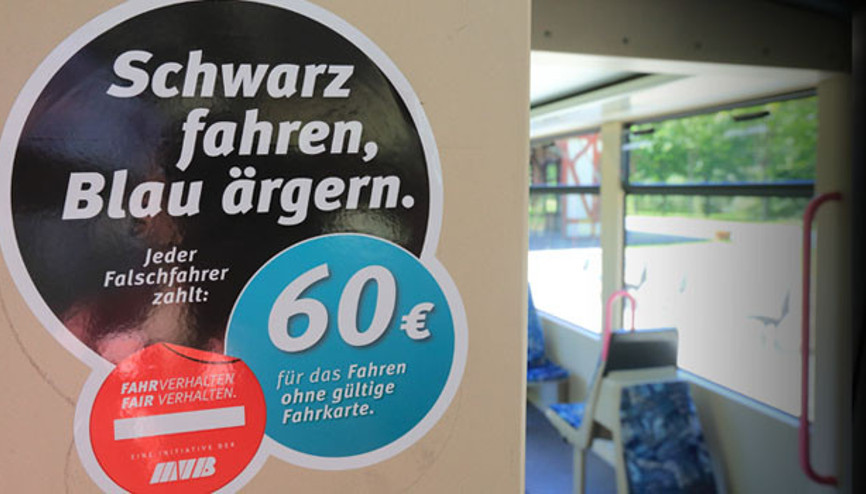 Schwarz
fahren,
Blau ärgern.
Jeder
Falschfahrer
zahlt:
60€
für das Fahren
ohne gültige
Fahrkarte.
FAHRVERHALTEN
FAIR VERHALTEN.
EINE INITIATIVE DER
MVB